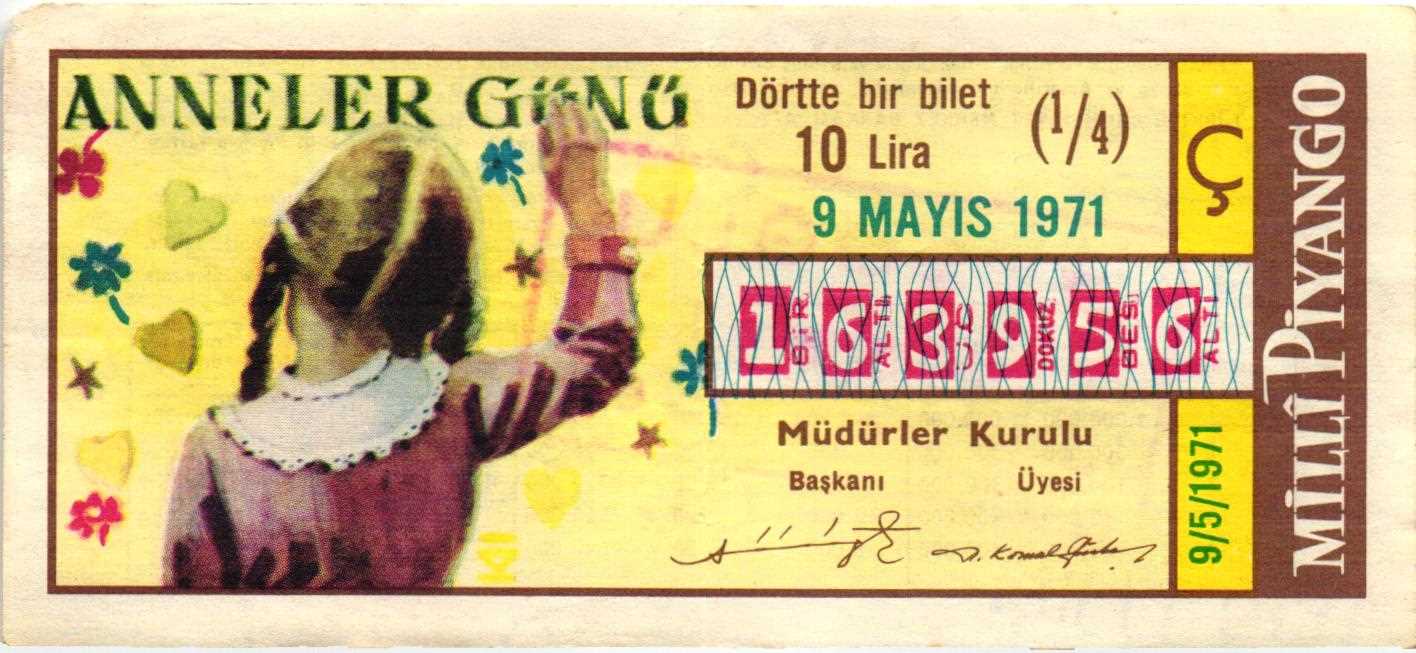 ANNELER GÜNÜ
Dörtte bir bilet
10 Lira
(1/4)
9 MAYIS 1971
Ç
163956
BİR ALTI ÜÇ DOKUZ BEŞ ALTI
Müdürler Kurulu
Başkanı Üyesi
9/5/1971
MİLLÎ PİYANGO